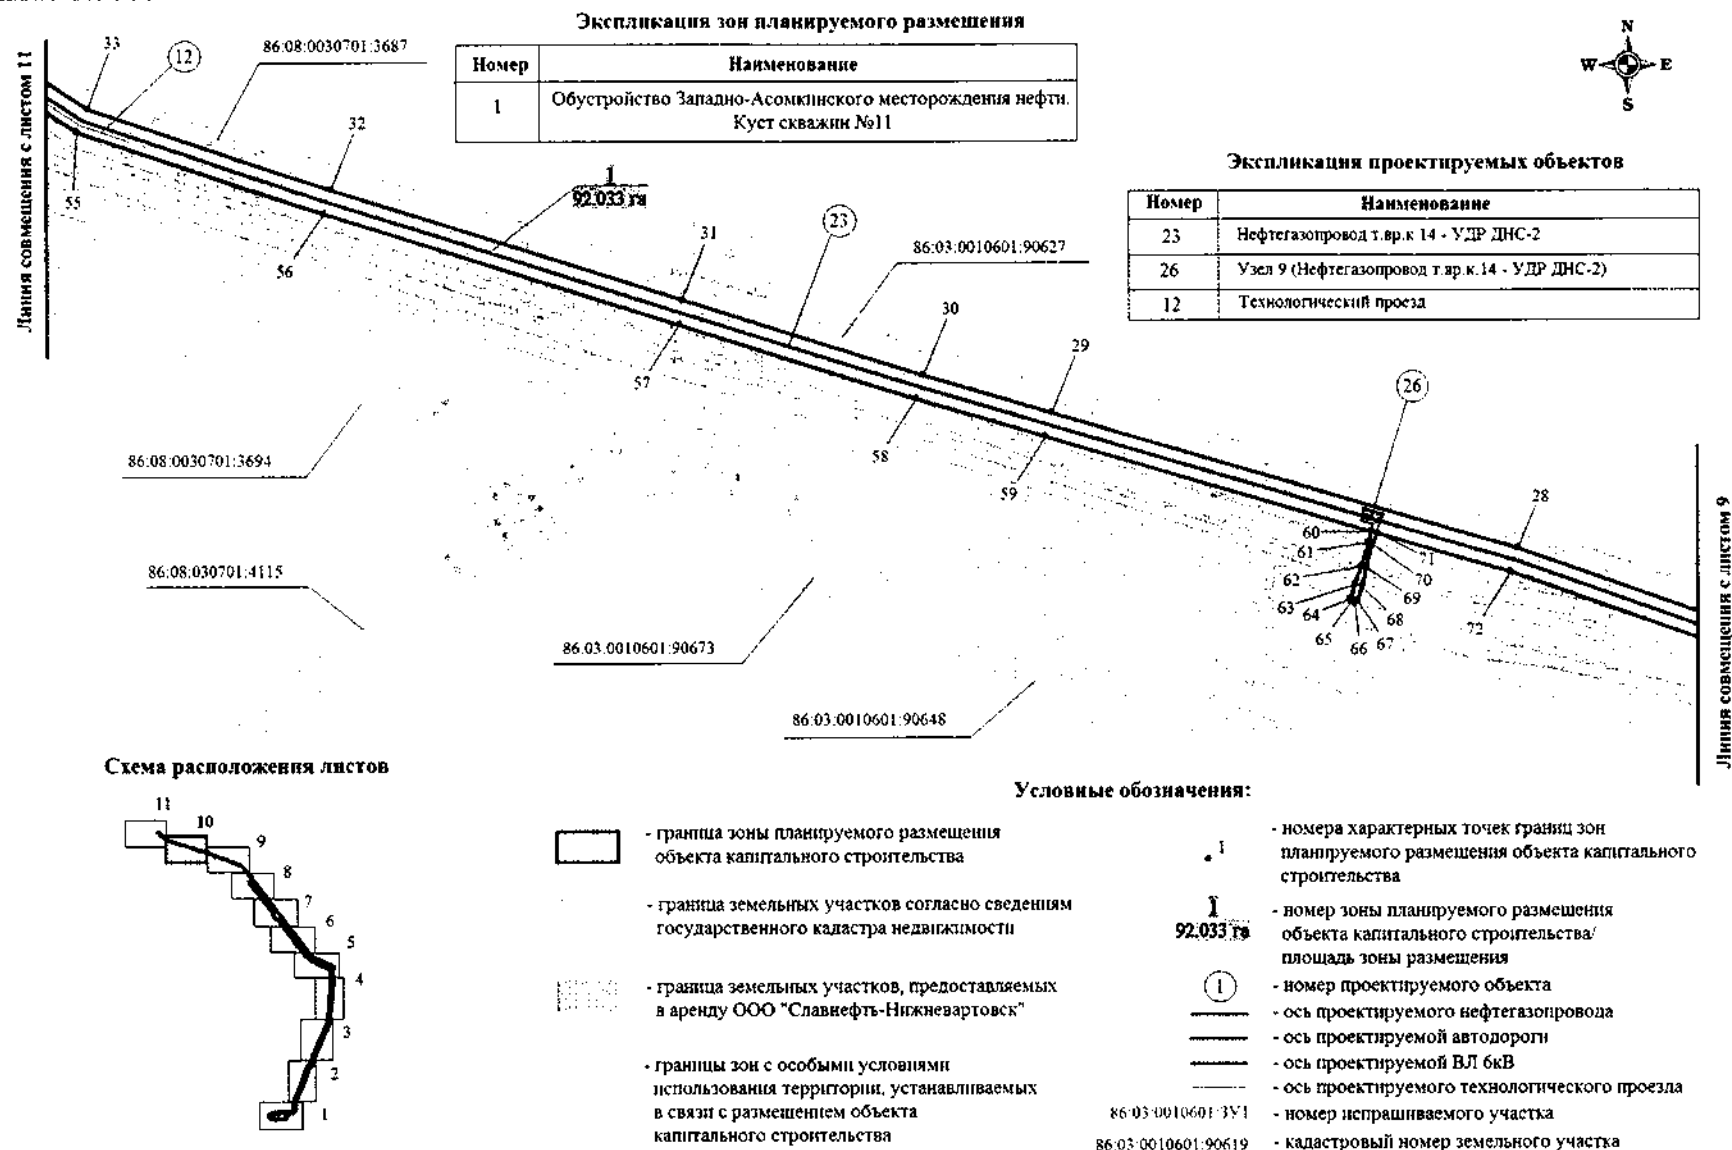 Экспликация зон планируемого размещения
Номер Наименование
1 Обустройство Западно-Асомкинского месторождения нефти.
Куст скважин №11
N
W E
S
Экспликация проектируемых объектов
Номер Наименование
23 Нефтегазопровод т.вр.к 14 - УДР ДНС-2
26 Узел 9 (Нефтегазопровод т.вр.к.14 - УДР ДНС-2)
12 Технологический проезд
Линия совмещения с листом 11
33
12
86:08:0030701:3687
32
55
1
92.033 га
56
31
23
86:03:0010601:90627
30
29
57
26
58
59
28
86:08:0030701:3694
60
61
62
63
64
65
66
67
68
69
70
71
72
86:08:030701:4115
86:03:0010601:90673
86:03:0010601:90648
Линия совмещения с листом 9
Схема расположения листов
11
10
9
8
7
6
5
4
3
2
1
Условные обозначения:
- граница зоны планируемого размещения
объекта капитального строительства
- граница земельных участков согласно сведениям
государственного кадастра недвижимости
- граница земельных участков, предоставляемых
в аренду ООО "Славнефть-Нижневартовск"
- границы зон с особыми условиями
использования территории, устанавливаемых
в связи с размещением объекта
капитального строительства
1 - номера характерных точек границ зон
планируемого размещения объекта капитального
строительства
1
92.033 га
- номер зоны планируемого размещения
объекта капитального строительства/
площадь зоны размещения
1 - номер проектируемого объекта
- ось проектируемого нефтегазопровода
- ось проектируемой автодороги
- ось проектируемой ВЛ 6кВ
- ось проектируемого технологического проезда
86:03:0010601:ЗУ1 - номер испрашиваемого участка
86:03:0010601:90619 - кадастровый номер земельного участка